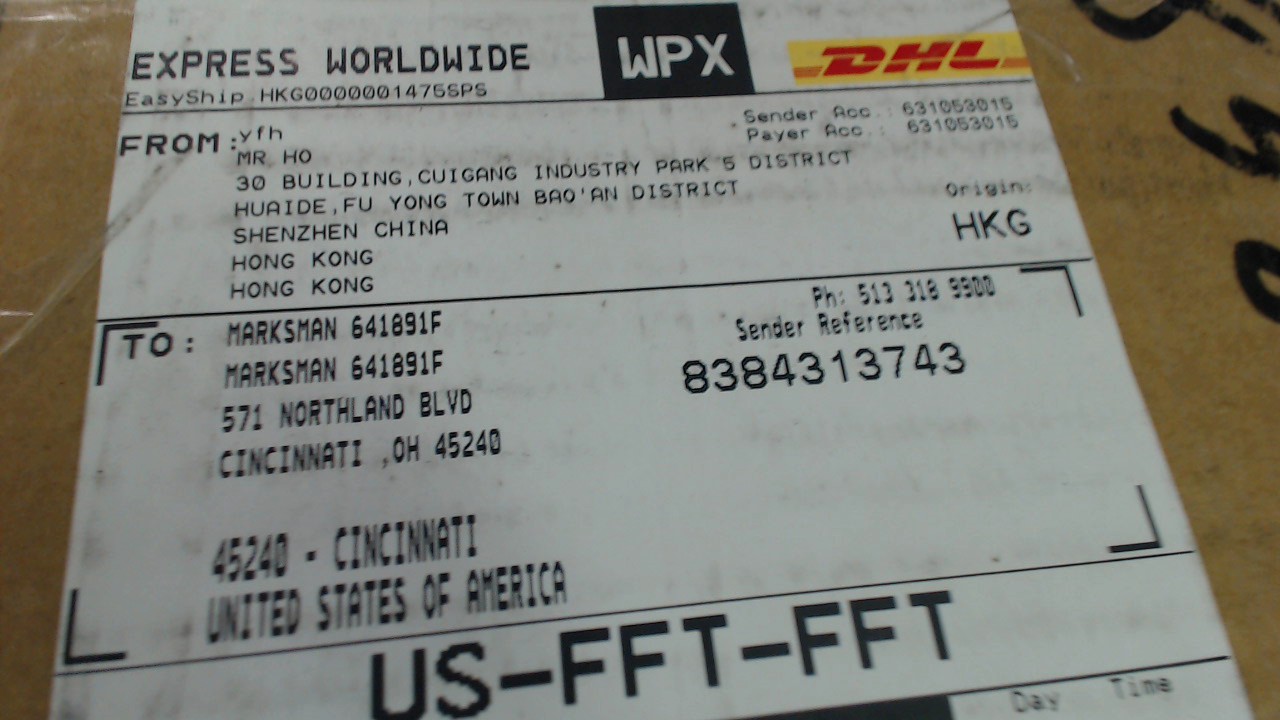 EXPRESS WORLDWIDE
WPX
DHL
EasyShip HKG0000001475SPS
Sender Acc.: 631053015
Payer Acc.: 631053015
FROM :yfh
MR HO
30 BUILDING,CUIGANG INDUSTRY PARK 5 DISTRICT
HUAIDE,FU YONG TOWN BAO'AN DISTRICT
SHENZHEN CHINA
HONG KONG
HONG KONG
Origin:
HKG
TO: MARKSMAN 641891F
MARKSMAN 641891F
571 NORTHLAND BLVD
CINCINNATI ,OH 45240
Ph: 513 318 9900
Sender Reference
8384313743
45240 - CINCINNATI
UNITED STATES OF AMERICA
US-FFT-FFT
Day Time